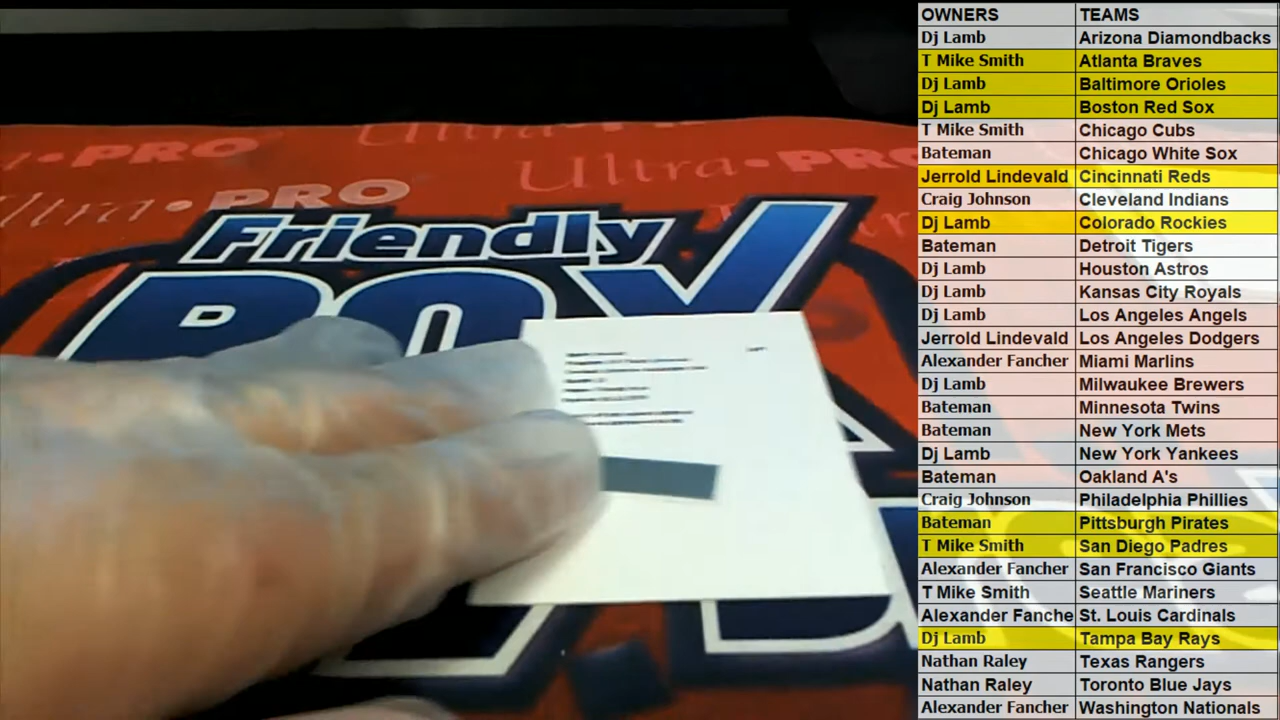 OWNERS TEAMS
Dj Lamb Arizona Diamondbacks
T Mike Smith Atlanta Braves
Dj Lamb Baltimore Orioles
Dj Lamb Boston Red Sox
T Mike Smith Chicago Cubs
Bateman Chicago White Sox
Jerrold Lindevald Cincinnati Reds
Craig Johnson Cleveland Indians
Dj Lamb Colorado Rockies
Bateman Detroit Tigers
Dj Lamb Houston Astros
Dj Lamb Kansas City Royals
Dj Lamb Los Angeles Angels
Jerrold Lindevald Los Angeles Dodgers
Alexander Fancher Miami Marlins
Dj Lamb Milwaukee Brewers
Bateman Minnesota Twins
Bateman New York Mets
Dj Lamb New York Yankees
Bateman Oakland A's
Craig Johnson Philadelphia Phillies
Bateman Pittsburgh Pirates
T Mike Smith San Diego Padres
Alexander Fancher San Francisco Giants
T Mike Smith Seattle Mariners
Alexander Fanche St. Louis Cardinals
Dj Lamb Tampa Bay Rays
Nathan Raley Texas Rangers
Nathan Raley Toronto Blue Jays
Alexander Fancher Washington Nationals
Ultra•PRO
Ultra•PRO
Ultra•PRO
Friendly